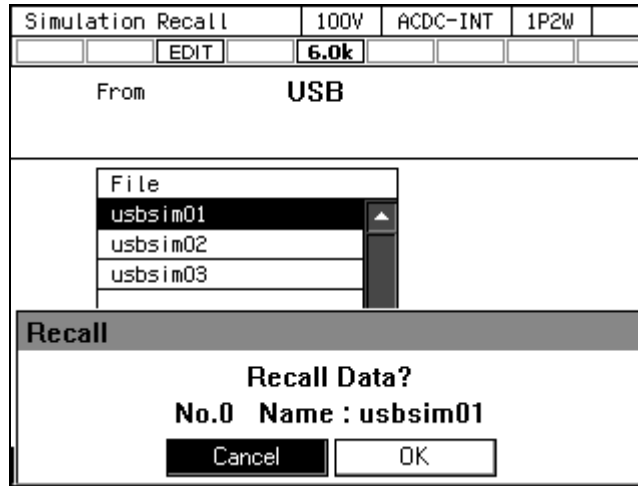 Simulation Recall 100V ACDC-INT 1P2W
EDIT 6.0k
From USB
File
usbsim01
usbsim02
usbsim03
Recall
Recall Data?
No.0 Name : usbsim01
Cancel OK